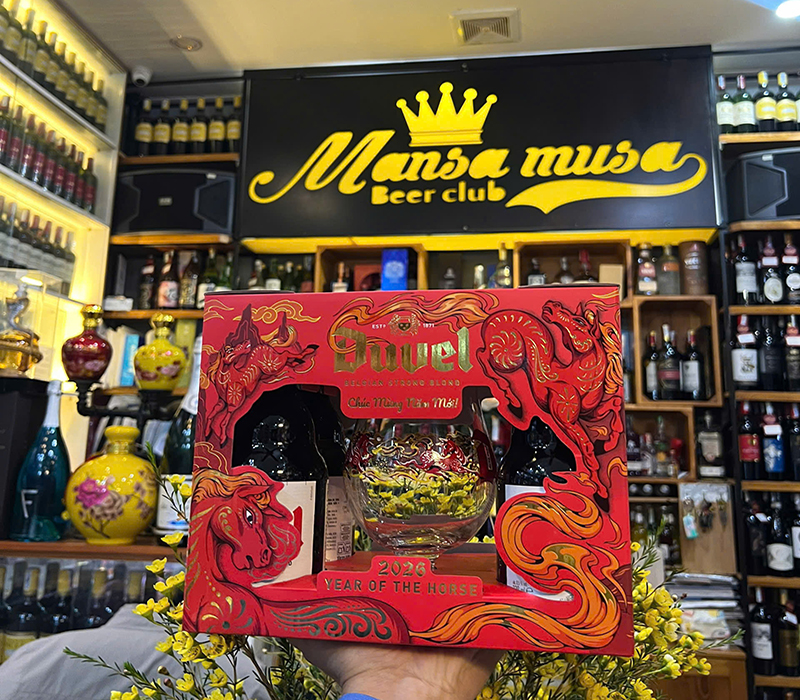 Mansa musa
Beer club
ESTD 1871
Duvel
BELGIAN STRONG BLOND
Chúc Mừng Năm Mới!
2026
YEAR OF THE HORSE